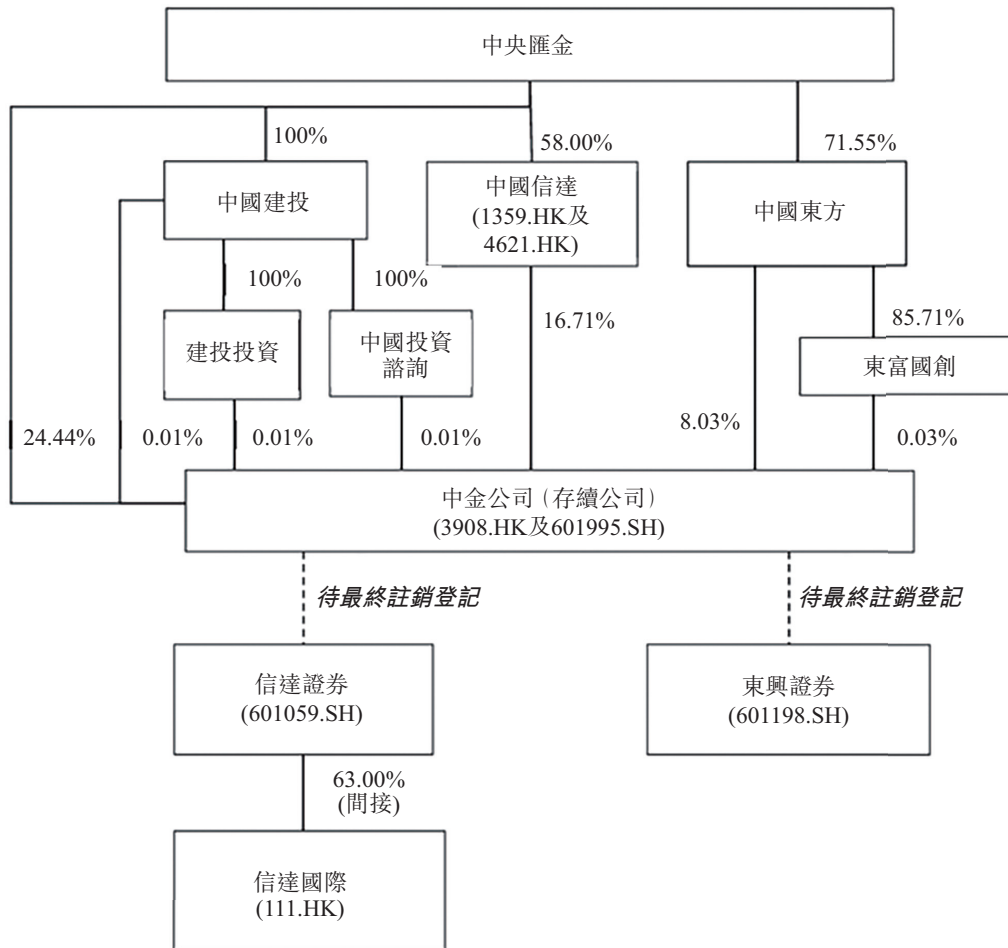 中央匯金
100%
58.00%
71.55%
中國建投
中國信達
(1359.HK及
4621.HK)
中國東方
100%
100%
16.71%
85.71%
建投投資
中國投資
諮詢
東富國創
24.44%
0.01%
0.01%
0.01%
8.03%
0.03%
中金公司（存續公司）
(3908.HK及601995.SH)
待最終註銷登記
待最終註銷登記
信達證券
(601059.SH)
東興證券
(601198.SH)
63.00%
(間接)
信達國際
(111.HK)